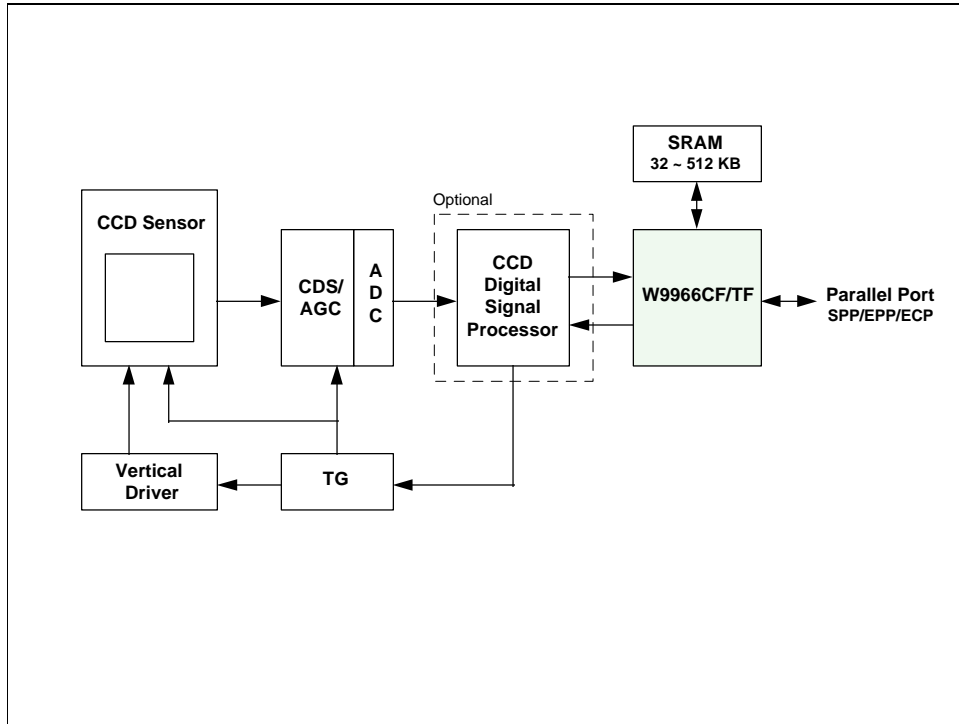 SRAM
32 ~ 512 KB
Optional
CCD Sensor
CDS/
AGC
A
D
C
CCD
Digital
Signal
Processor
W9966CF/TF
Parallel Port
SPP/EPP/ECP
Vertical
Driver
TG